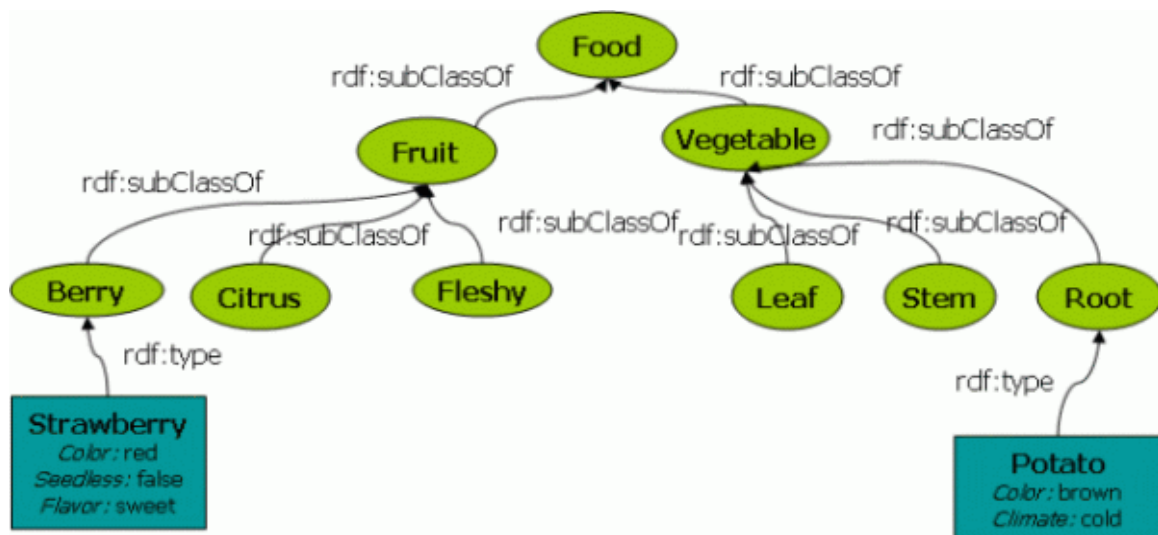 Food
rdf:subClassOf
rdf:subClassOf
Fruit
Vegetable
rdf:subClassOf
rdf:subClassOf
rdf:subClassOf
rdf:subClassOf
rdf:subClassOf
rdf:subClassOf
Berry
Citrus
Fleshy
Leaf
Stem
Root
rdf:type
rdf:type
Strawberry
Color: red
Seedless: false
Flavor: sweet
Potato
Color: brown
Climate: cold